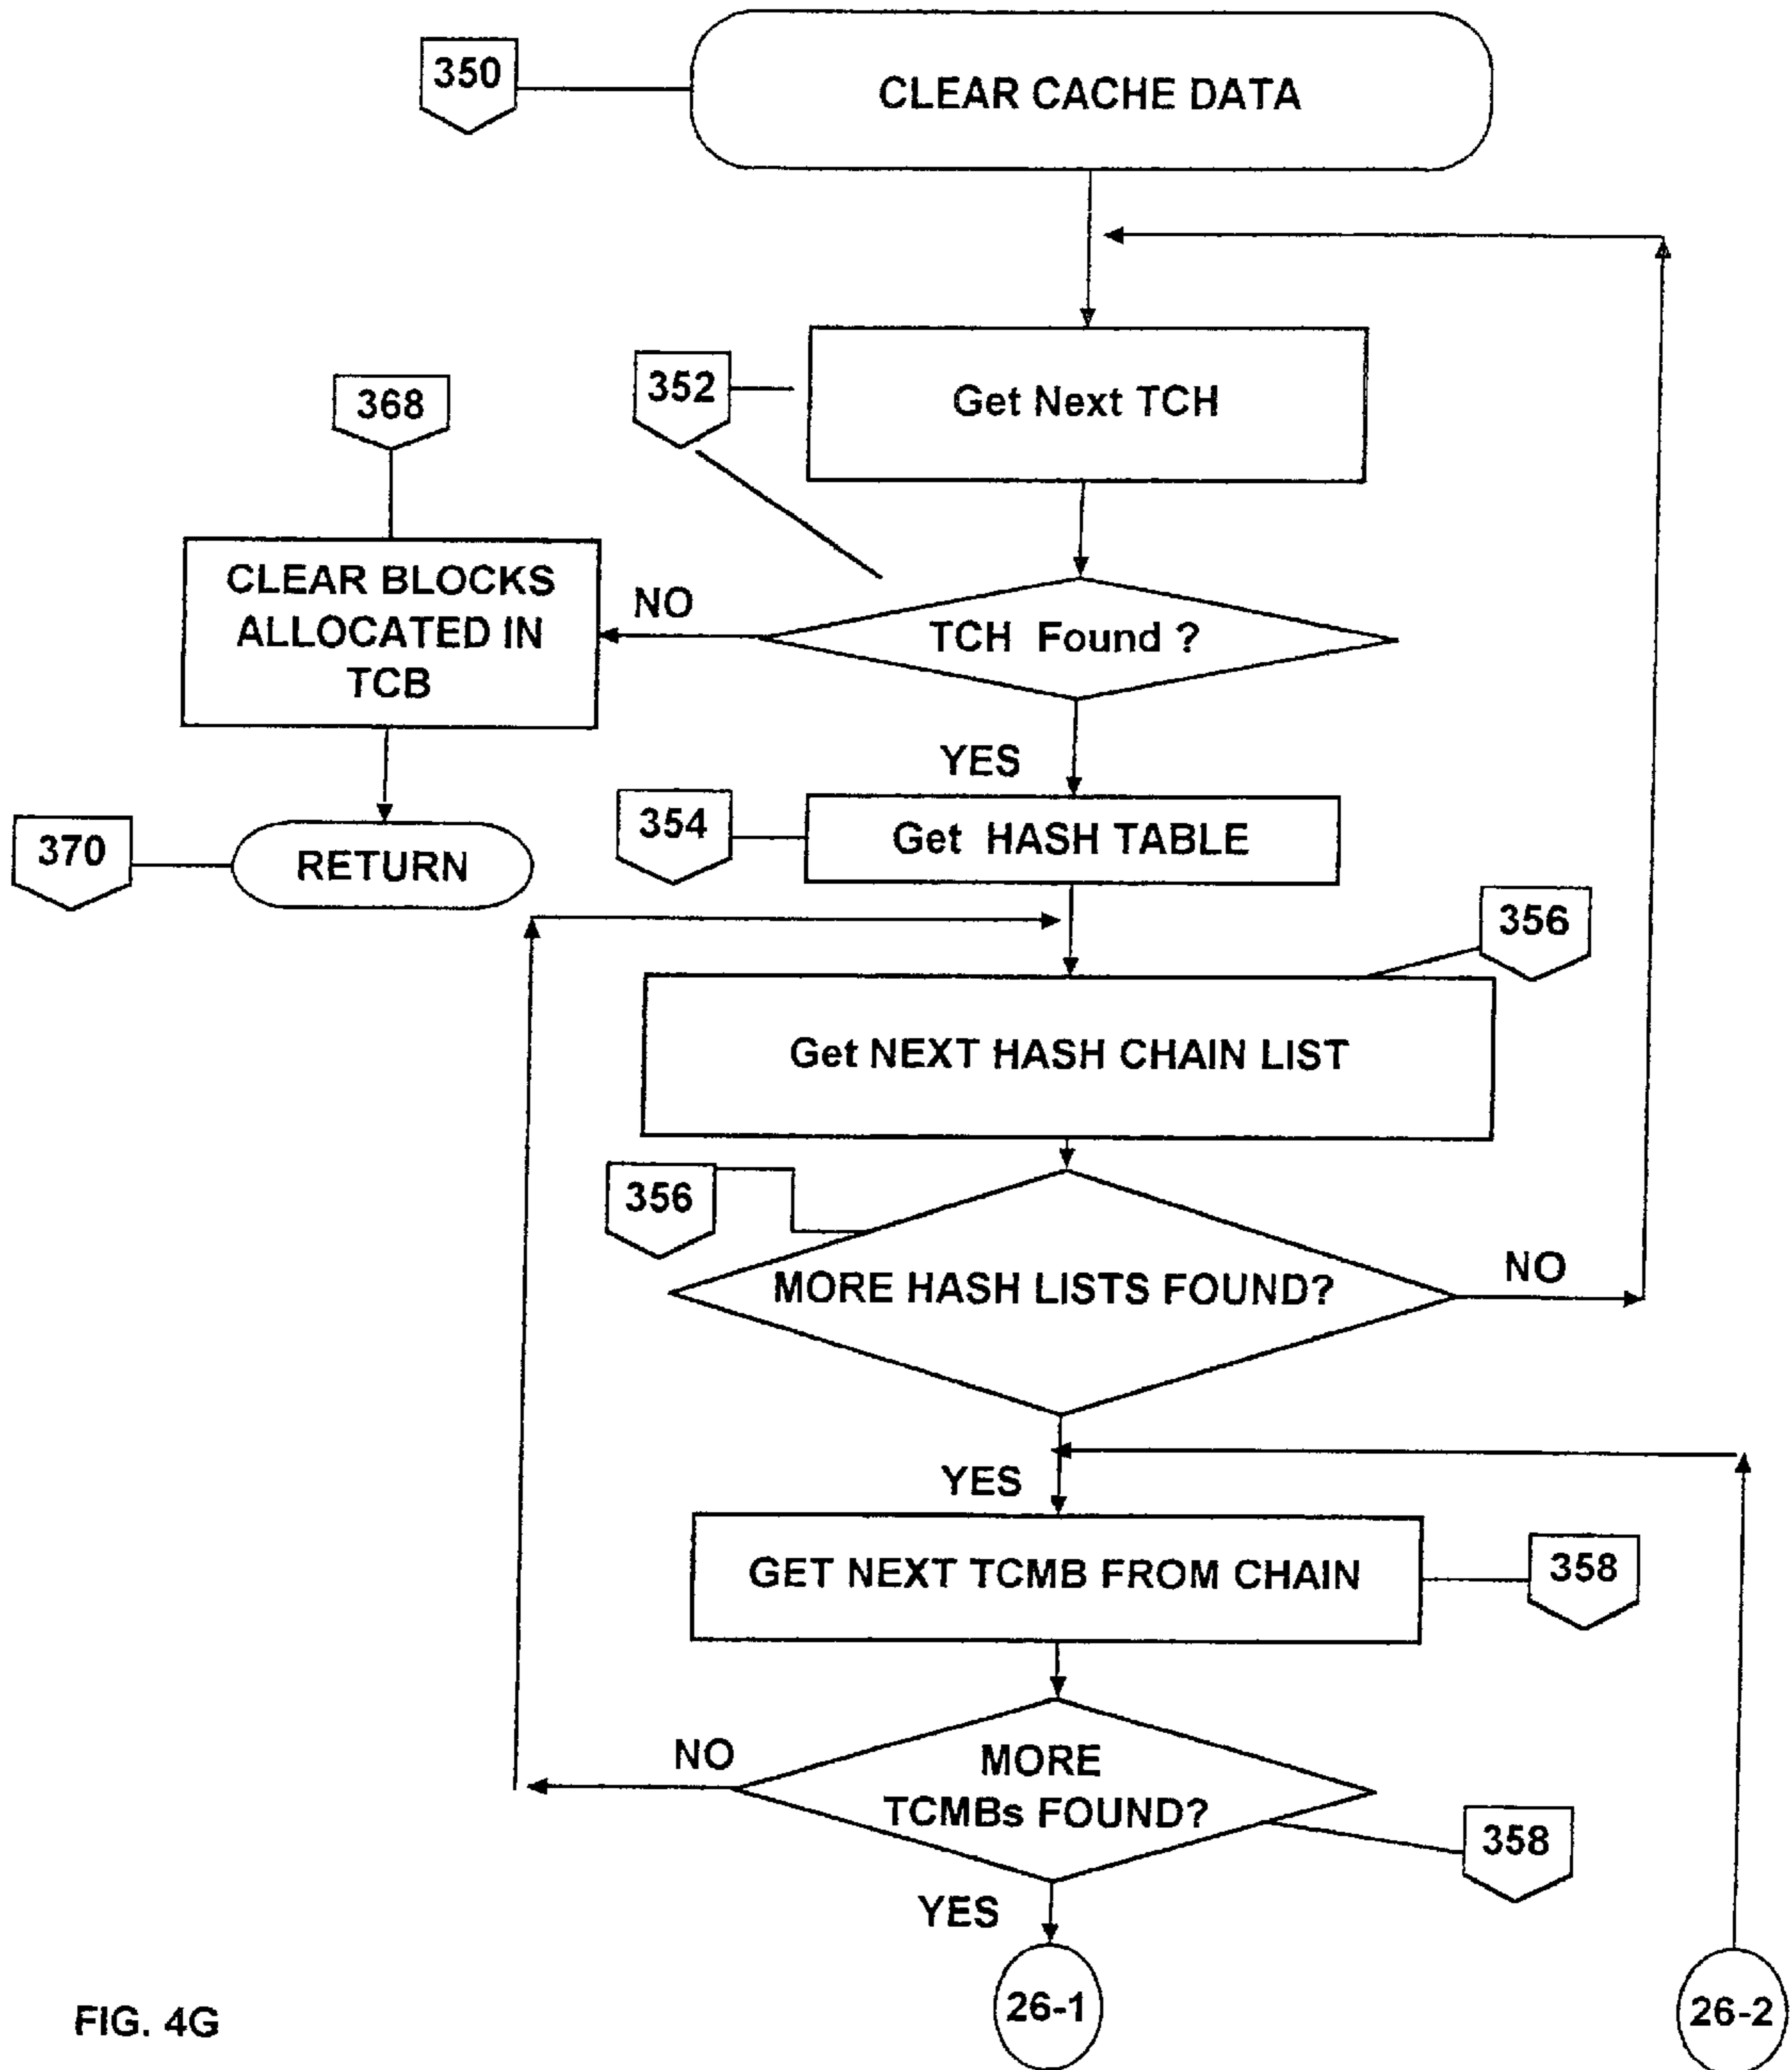 350
CLEAR CACHE DATA
352
Get Next TCH
368
CLEAR BLOCKS
ALLOCATED IN
TCB
NO
TCH Found ?
YES
370
RETURN
354
Get HASH TABLE
356
Get NEXT HASH CHAIN LIST
356
MORE HASH LISTS FOUND?
NO
YES
GET NEXT TCMB FROM CHAIN
358
NO
MORE
TCMBs FOUND?
358
YES
26-1
26-2
FIG. 4G